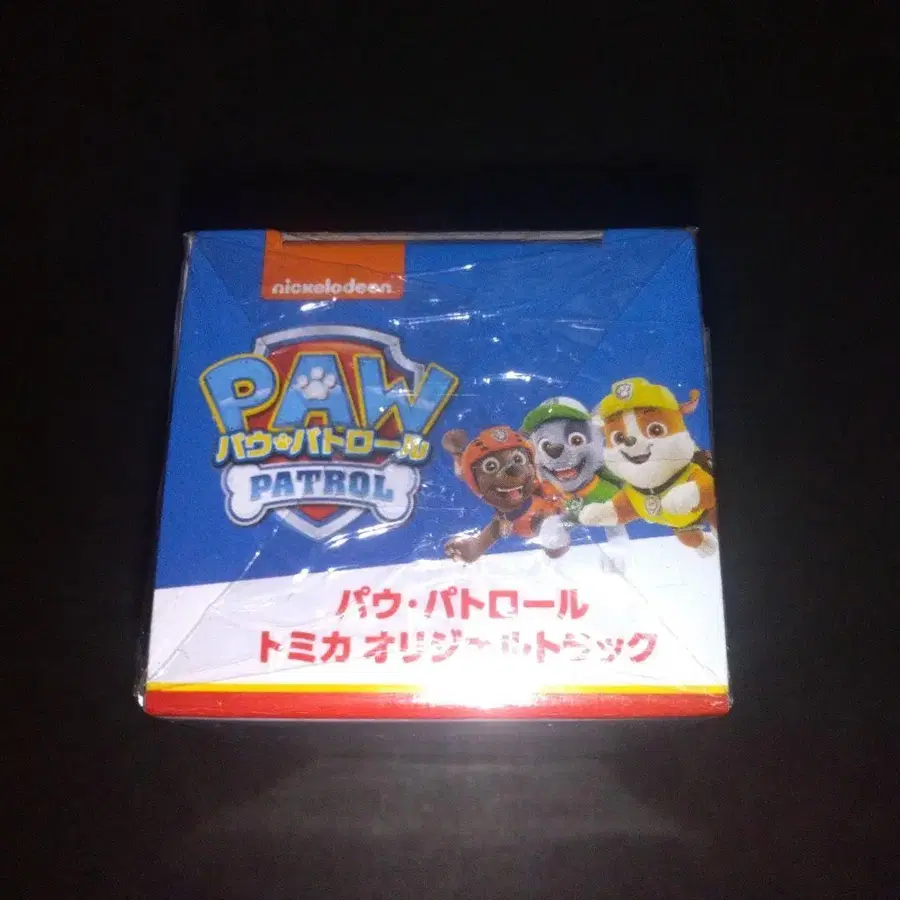 nickelodeon
PAW
パウ・パトロール
PATROL
パウ・パトロール
トミカ オリジナルトラック